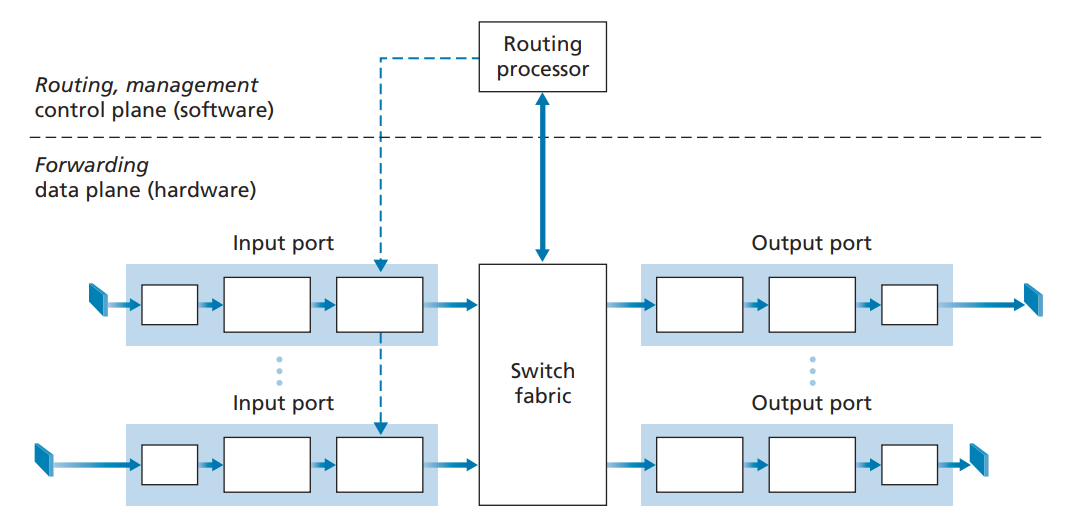 Routing
processor
Routing, management
control plane (software)
Forwarding
data plane (hardware)
Input port
Output port
Switch
fabric
Input port
Output port